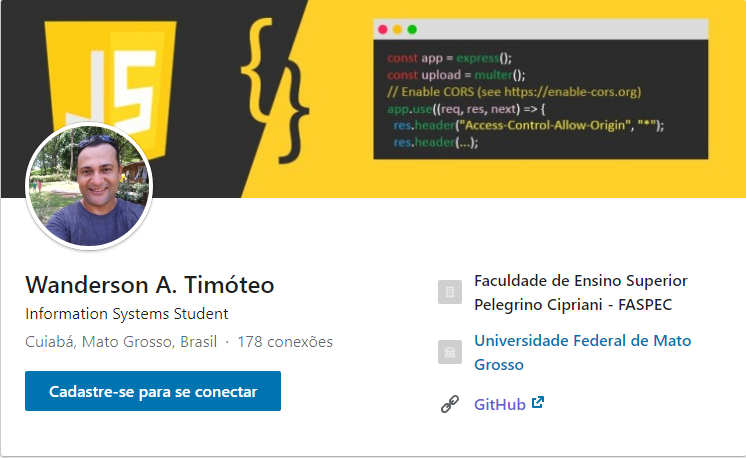 JS
{ }
const app = express();
const upload = multer();
// Enable CORS (see https://enable-cors.org)
app.use((req, res, next) => {
res.header("Access-Control-Allow-Origin", "*");
res.header(...);
Wanderson A. Timóteo
Information Systems Student
Cuiabá, Mato Grosso, Brasil · 178 conexões
Cadastre-se para se conectar
Faculdade de Ensino Superior
Pelegrino Cipriani - FASPEC
Universidade Federal de Mato
Grosso
GitHub